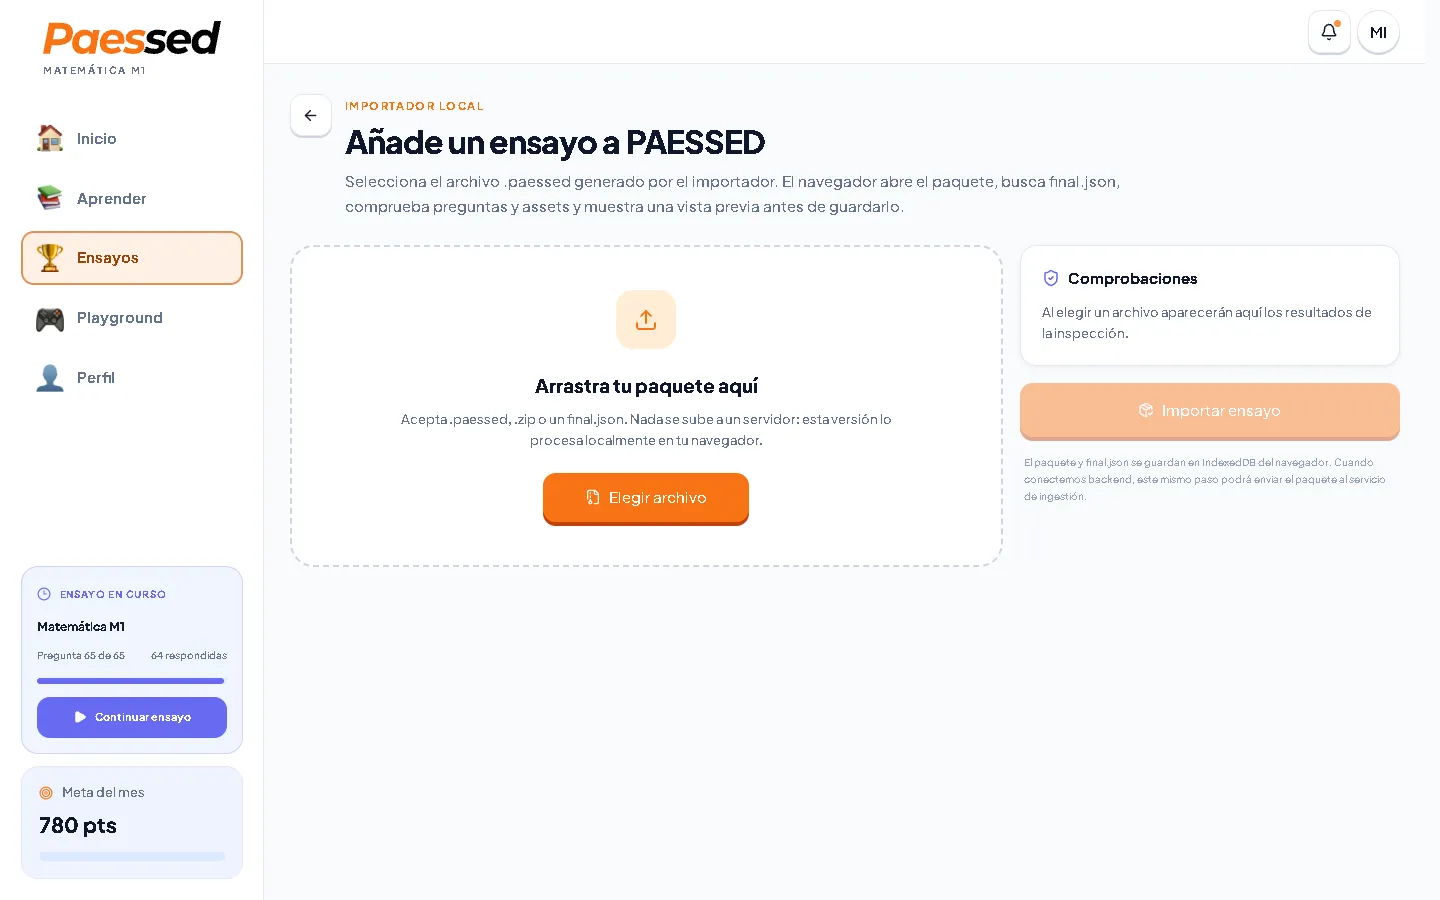 Paessed
MATEMÁTICA M1
Inicio
Aprender
Ensayos
Playground
Perfil
ENSAYO EN CURSO
Matemática M1
Pregunta 65 de 65
64 respondidas
Continuar ensayo
Meta del mes
780 pts
MI
IMPORTADOR LOCAL
Añade un ensayo a PAESSED
Selecciona el archivo .paessed generado por el importador. El navegador abre el paquete, busca final.json,
comprueba preguntas y assets y muestra una vista previa antes de guardarlo.
Arrastra tu paquete aquí
Acepta .paessed, .zip o un final.json. Nada se sube a un servidor: esta versión lo
procesa localmente en tu navegador.
Elegir archivo
Comprobaciones
Al elegir un archivo aparecerán aquí los resultados de
la inspección.
Importar ensayo
El paquete y final.json se guardan en IndexedDB del navegador. Cuando
conectemos backend, este mismo paso podrá enviar el paquete al servicio
de ingestión.